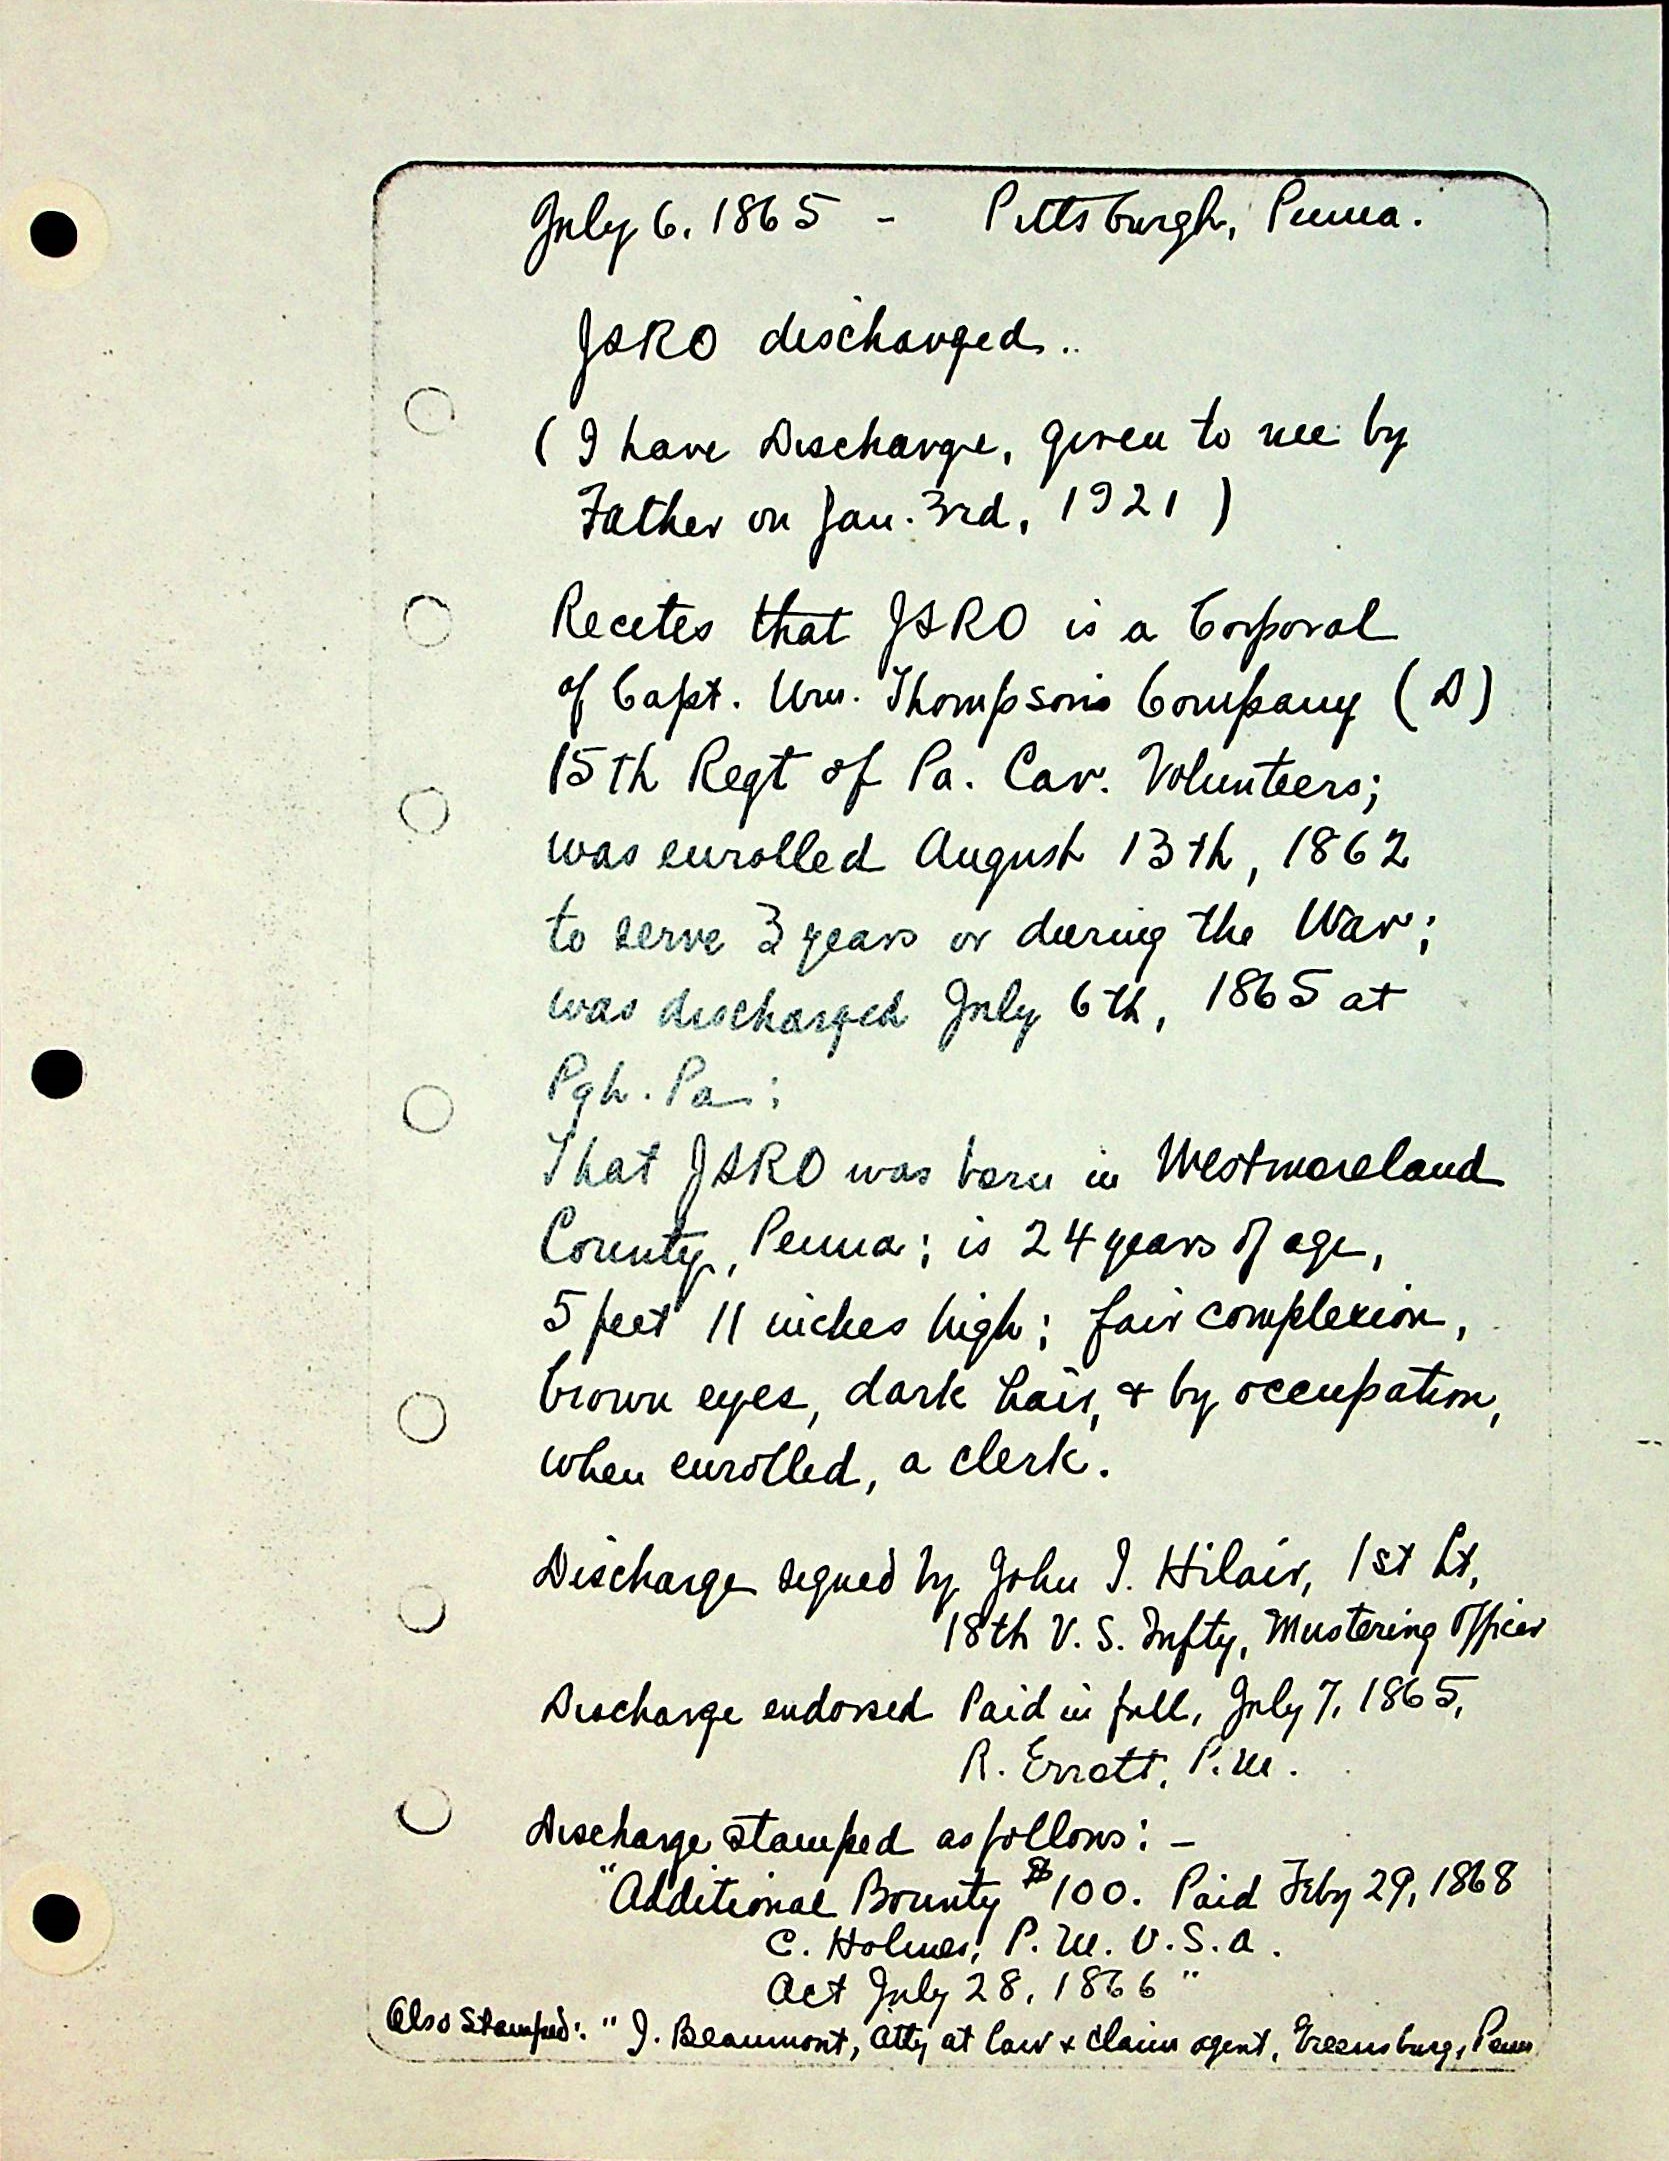 July 6. 1865 - Pittsburgh, Penna.
JSRO discharged..
( I have Discharge, given to me by
Father on Jan. 3rd, 1921 )
Recites that JSRO is a Corporal
of Capt. Wm. Thompson's Company (D)
15th Regt of Pa. Cav. Volunteers;
was enrolled August 13th, 1862
to serve 3 years or during the War;
was discharged July 6th, 1865 at
Pgh. Pa.;
That JSRO was born in Westmoreland
County, Penna; is 24 years of age,
5 feet 11 inches high; fair complexion,
brown eyes, dark hair, & by occupation,
when enrolled, a clerk.
Discharge signed by John I. Hilair, 1st Lt,
18th U.S. Infty, Mustering Officer
Discharge endorsed Paid in full, July 7, 1865,
R. Errett, P.M.
Discharge stamped as follows: -
"Additional Bounty $100. Paid Feby 29, 1868
C. Holmes, P.M. U.S.A.
Act July 28, 1866"
Also Stamped: "J. Beaumont, Atty at law & Claim agent, Greensburg, Penn